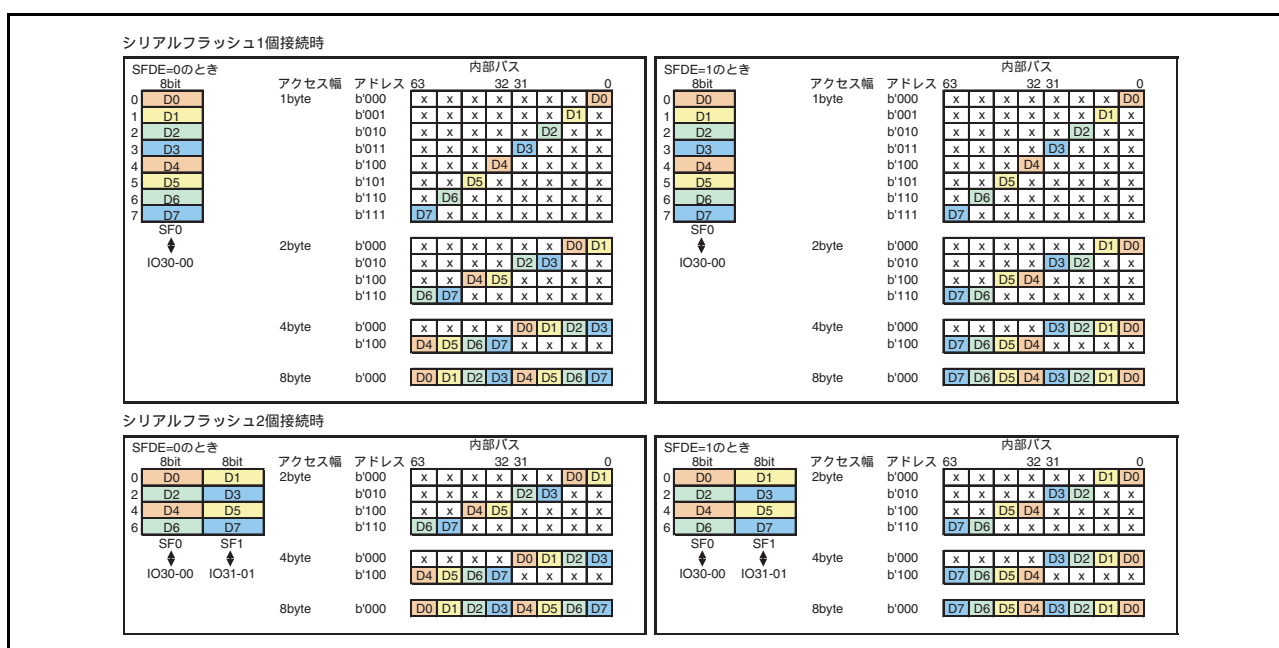 シリアルフラッシュ1個接続時
SFDE=0のとき 内部バス
8bit アクセス幅 アドレス 63 32 31 0
0 D0 1byte b'000 x x x x x x x D0
1 D1 b'001 x x x x x x D1 x
2 D2 b'010 x x x x x D2 x x
3 D3 b'011 x x x x D3 x x x
4 D4 b'100 x x x D4 x x x x
5 D5 b'101 x x D5 x x x x x
6 D6 b'110 x D6 x x x x x x
7 D7 b'111 D7 x x x x x x x
SF0
2byte b'000 x x x x x x D0 D1
IO30-00 b'010 x x x x D2 D3 x x
b'100 x x D4 D5 x x x x
b'110 D6 D7 x x x x x x
4byte b'000 x x x x D0 D1 D2 D3
b'100 D4 D5 D6 D7 x x x x
8byte b'000 D0 D1 D2 D3 D4 D5 D6 D7
SFDE=1のとき 内部バス
8bit アクセス幅 アドレス 63 32 31 0
0 D0 1byte b'000 x x x x x x x D0
1 D1 b'001 x x x x x x D1 x
2 D2 b'010 x x x x x D2 x x
3 D3 b'011 x x x x D3 x x x
4 D4 b'100 x x x D4 x x x x
5 D5 b'101 x x D5 x x x x x
6 D6 b'110 x D6 x x x x x x
7 D7 b'111 D7 x x x x x x x
SF0
2byte b'000 x x x x x x D1 D0
IO30-00 b'010 x x x x D3 D2 x x
b'100 x x D5 D4 x x x x
b'110 D7 D6 x x x x x x
4byte b'000 x x x x D3 D2 D1 D0
b'100 D7 D6 D5 D4 x x x x
8byte b'000 D7 D6 D5 D4 D3 D2 D1 D0
シリアルフラッシュ2個接続時
SFDE=0のとき 内部バス
8bit 8bit アクセス幅 アドレス 63 32 31 0
0 D0 D1 2byte b'000 x x x x x x D0 D1
2 D2 D3 b'010 x x x x D2 D3 x x
4 D4 D5 b'100 x x D4 D5 x x x x
6 D6 D7 b'110 D6 D7 x x x x x x
SF0 SF1
4byte b'000 x x x x D0 D1 D2 D3
IO30-00 IO31-01 b'100 D4 D5 D6 D7 x x x x
8byte b'000 D0 D1 D2 D3 D4 D5 D6 D7
SFDE=1のとき 内部バス
8bit 8bit アクセス幅 アドレス 63 32 31 0
0 D0 D1 2byte b'000 x x x x x x D1 D0
2 D2 D3 b'010 x x x x D3 D2 x x
4 D4 D5 b'100 x x D5 D4 x x x x
6 D6 D7 b'110 D7 D6 x x x x x x
SF0 SF1
4byte b'000 x x x x D3 D2 D1 D0
IO30-00 IO31-01 b'100 D7 D6 D5 D4 x x x x
8byte b'000 D7 D6 D5 D4 D3 D2 D1 D0